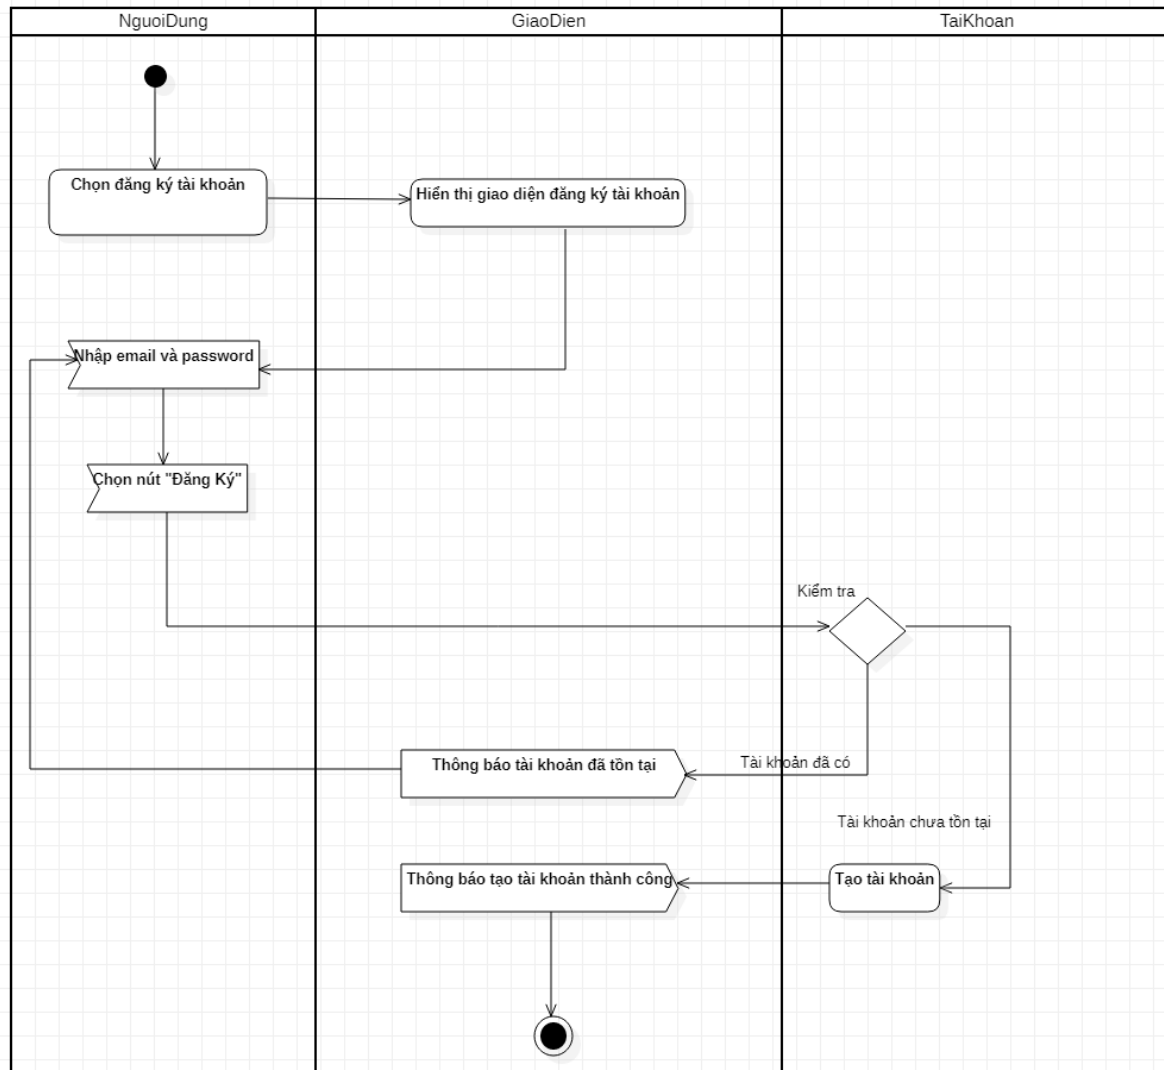 NguoiDung
GiaoDien
TaiKhoan
Chọn đăng ký tài khoản
Hiển thị giao diện đăng ký tài khoản
Nhập email và password
Chọn nút "Đăng Ký"
Kiểm tra
Thông báo tài khoản đã tồn tại
Tài khoản đã có
Tài khoản chưa tồn tại
Thông báo tạo tài khoản thành công
Tạo tài khoản